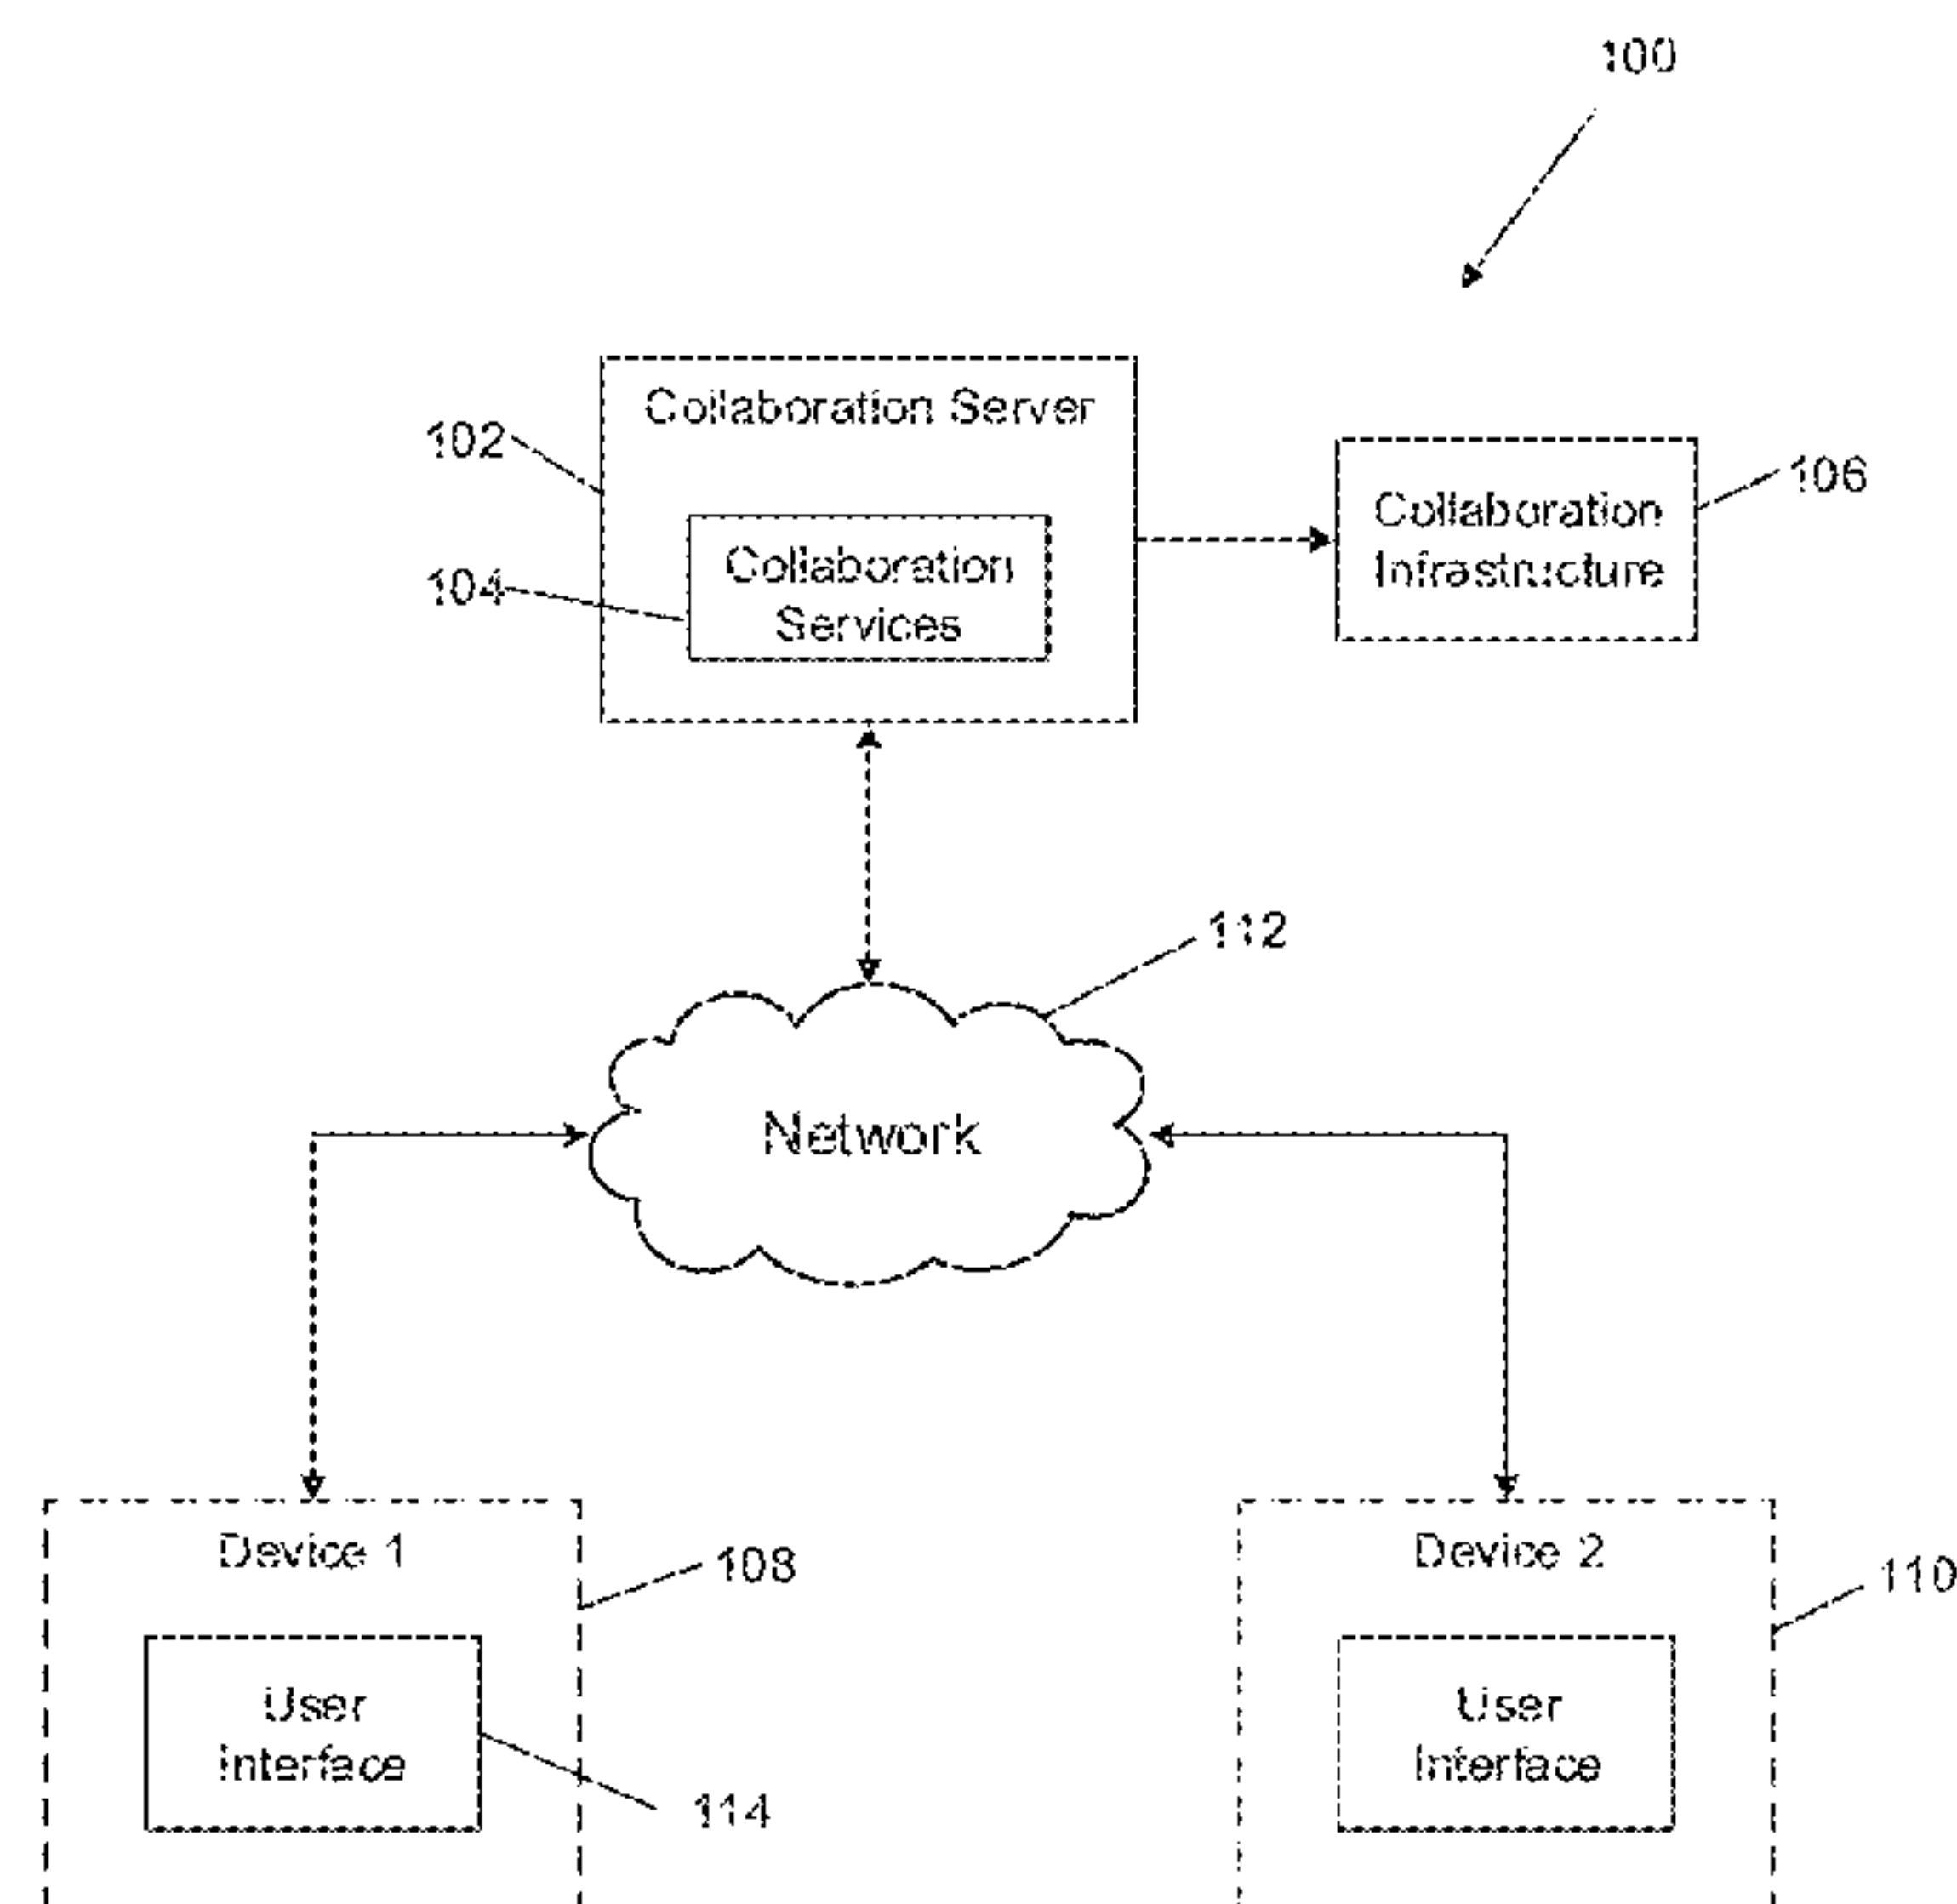 100
Collaboration Server
102
Collaboration
Services
104
Collaboration
Infrastructure
106
112
Network
Device 1
108
User
Interface
114
Device 2
110
User
Interface